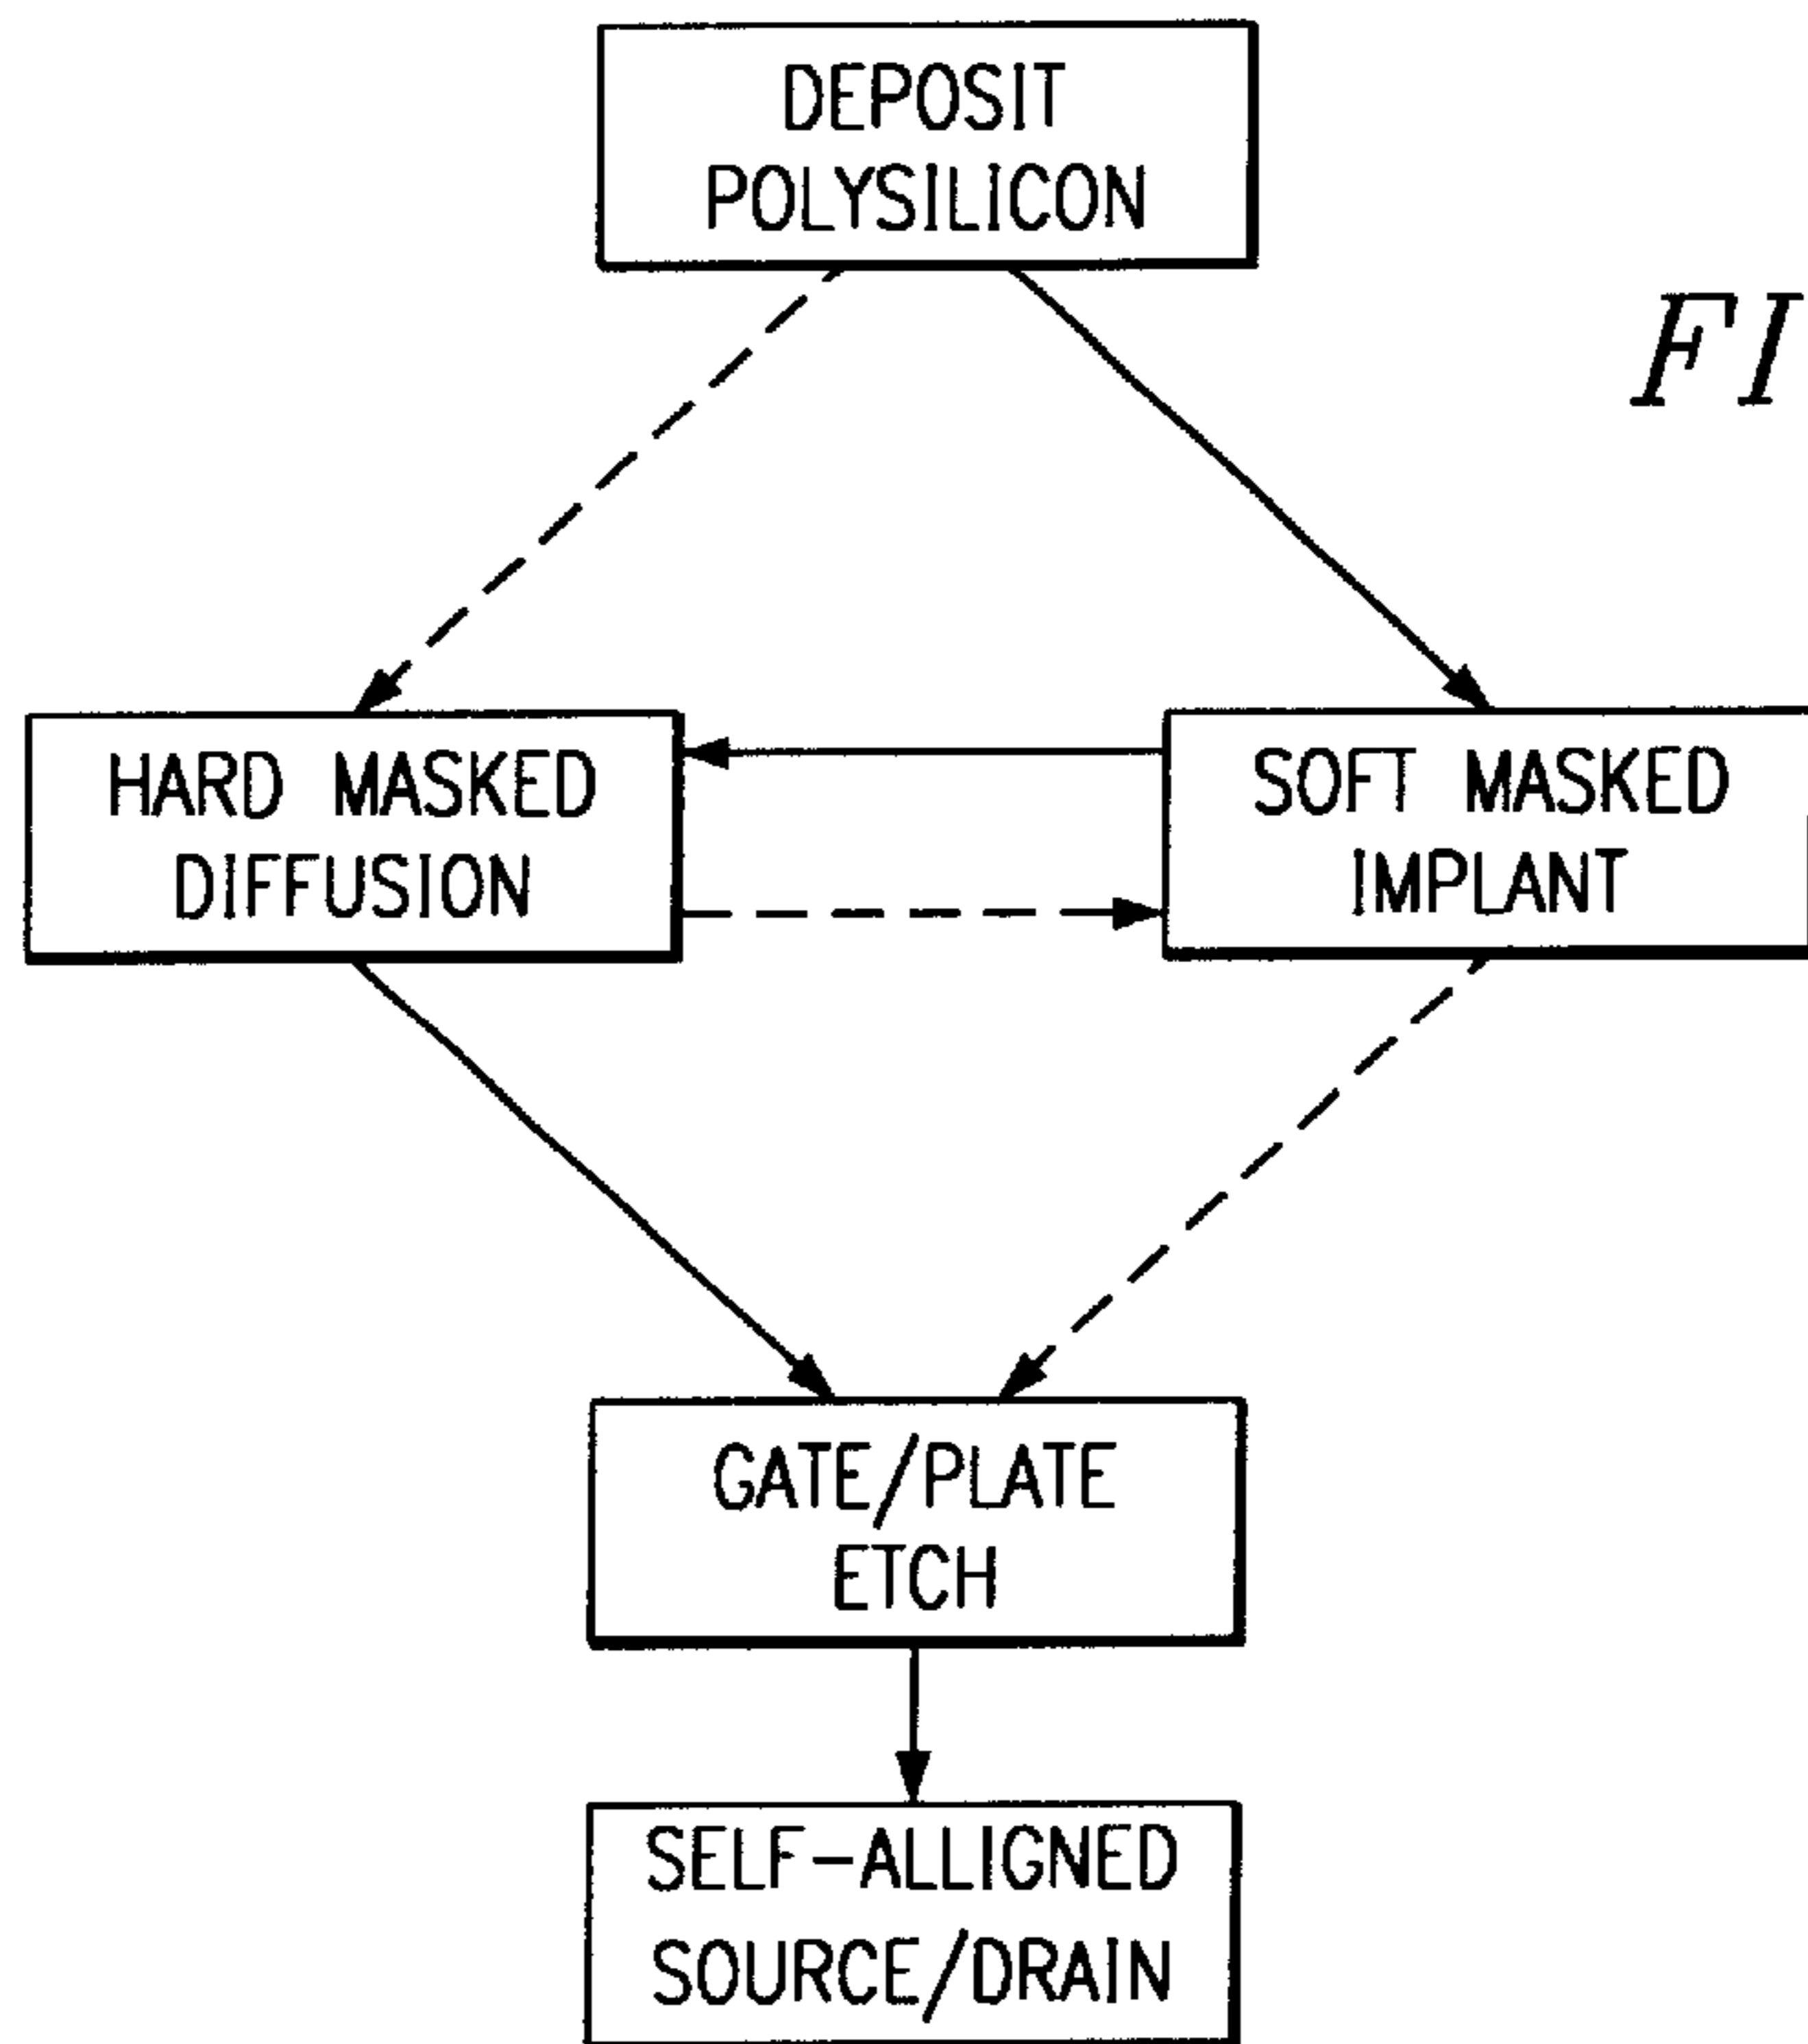 DEPOSIT
POLYSILICON
FI
HARD MASKED
DIFFUSION
SOFT MASKED
IMPLANT
GATE/PLATE
ETCH
SELF-ALLIGNED
SOURCE/DRAIN